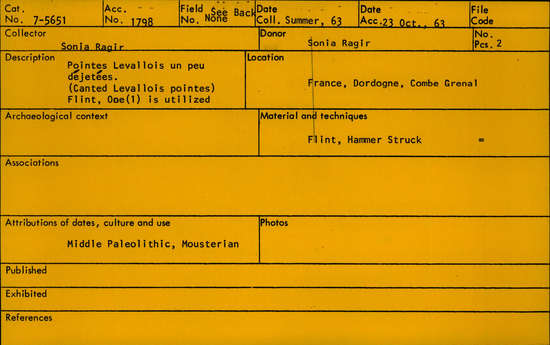 Cat. No. 7-5651
Acc. No. 1798
Field No. See Back None
Date Coll. Summer, 63
Date Acc. 23 Oct., 63
File Code
Collector
Sonia Ragir
Donor
Sonia Ragir
No. Pcs. 2
Description
Pointes Levallois un peu
déjetées.
(Canted Levallois pointes)
Flint, One(1) is utilized
Location
France, Dordogne, Combe Grenal
Archaeological context
Material and techniques
Flint, Hammer Struck =
Associations
Attributions of dates, culture and use
Middle Paleolithic, Mousterian
Photos
Published
Exhibited
References